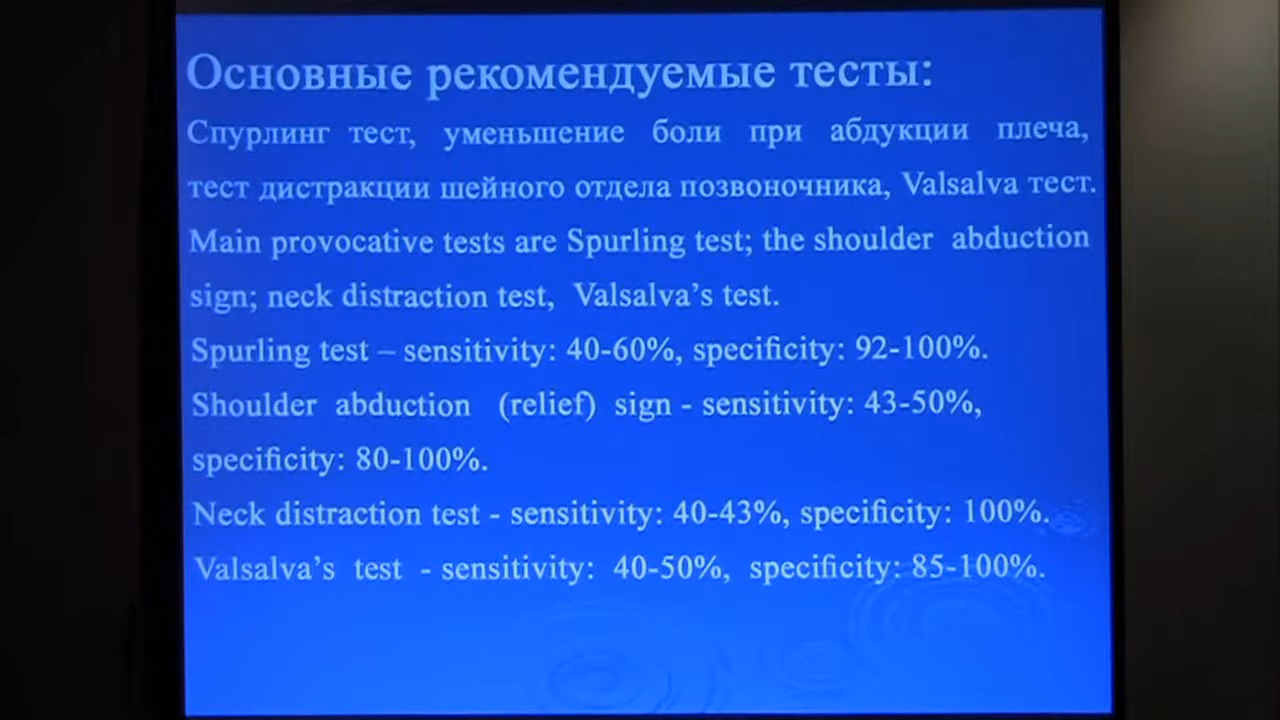 Основные рекомендуемые тесты:
Спурлинг тест, уменьшение боли при абдукции плеча,
тест дистракции шейного отдела позвоночника, Valsalva тест.
Main provocative tests are Spurling test; the shoulder abduction
sign; neck distraction test, Valsalva’s test.
Spurling test – sensitivity: 40-60%, specificity: 92-100%.
Shoulder abduction (relief) sign - sensitivity: 43-50%,
specificity: 80-100%.
Neck distraction test - sensitivity: 40-43%, specificity: 100%.
Valsalva’s test - sensitivity: 40-50%, specificity: 85-100%.